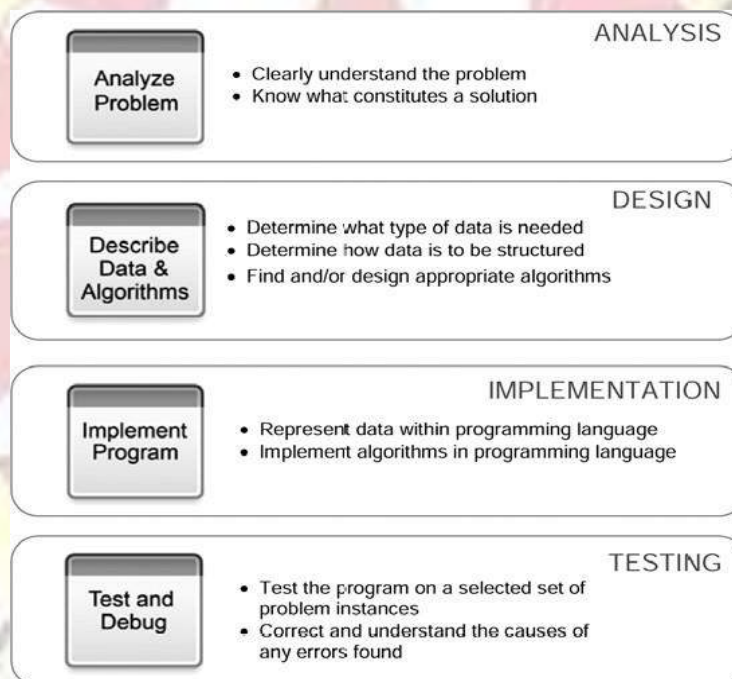 ANALYSIS
Analyze
Problem
• Clearly understand the problem
• Know what constitutes a solution
DESIGN
Describe
Data &
Algorithms
• Determine what type of data is needed
• Determine how data is to be structured
• Find and/or design appropriate algorithms
IMPLEMENTATION
Implement
Program
• Represent data within programming language
• Implement algorithms in programming language
TESTING
Test and
Debug
• Test the program on a selected set of
problem instances
• Correct and understand the causes of
any errors found